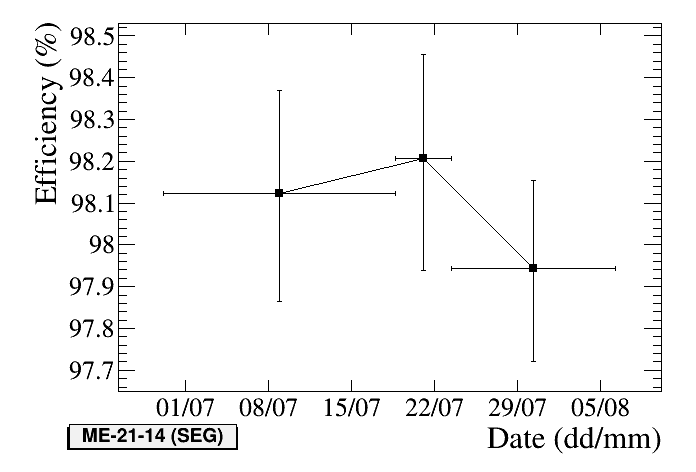 Efficiency (%)
98.5
98.4
98.3
98.2
98.1
98
97.9
97.8
97.7
01/07 08/07 15/07 22/07 29/07 05/08
ME-21-14 (SEG)
Date (dd/mm)